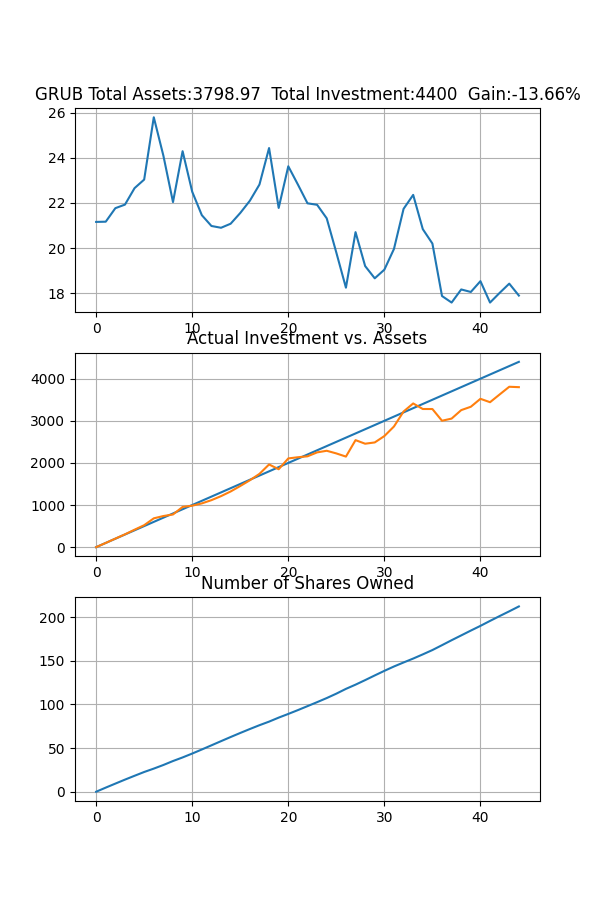 GRUB Total Assets:3798.97  Total Investment:4400  Gain:-13.66%
26
24
22
20
18
0 10 20 30 40
Actual Investment vs. Assets
4000
3000
2000
1000
0
0 10 20 30 40
Number of Shares Owned
200
150
100
50
0
0 10 20 30 40